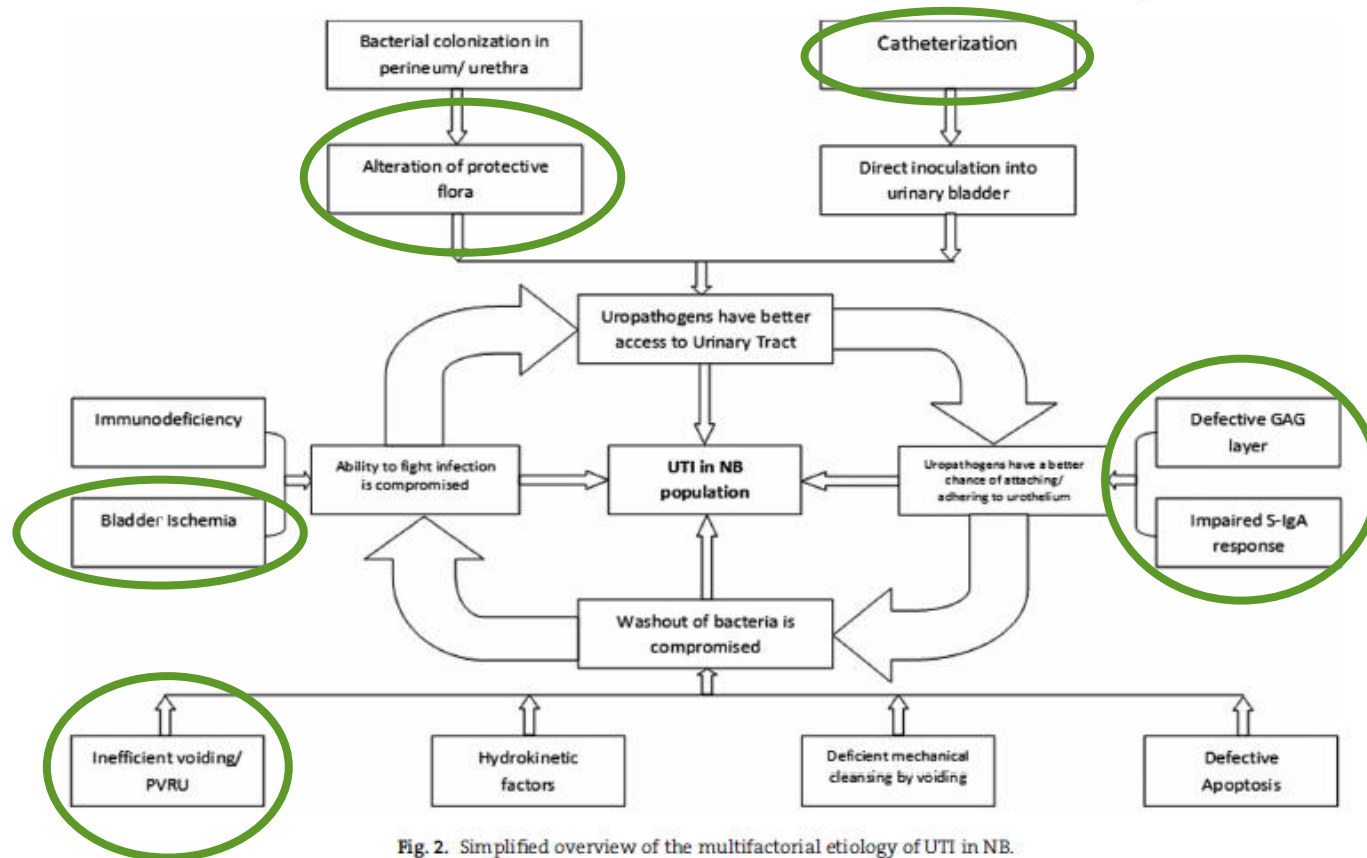 Bacterial colonization in
perineum/ urethra
Catheterization
Alteration of protective
flora
Direct inoculation into
urinary bladder
Uropathogens have better
access to Urinary Tract
Immunodeficiency
Bladder Ischemia
Ability to fight infection
is compromised
UTI in NB
population
Uropathogens have a better
chance of attaching/
adhering to urothelium
Defective GAG
layer
Impaired S-IgA
response
Washout of bacteria is
compromised
Inefficient voiding/
PVRU
Hydrokinetic
factors
Deficient mechanical
cleansing by voiding
Defective
Apoptosis
Fig. 2. Simplified overview of the multifactorial etiology of UTI in NB.